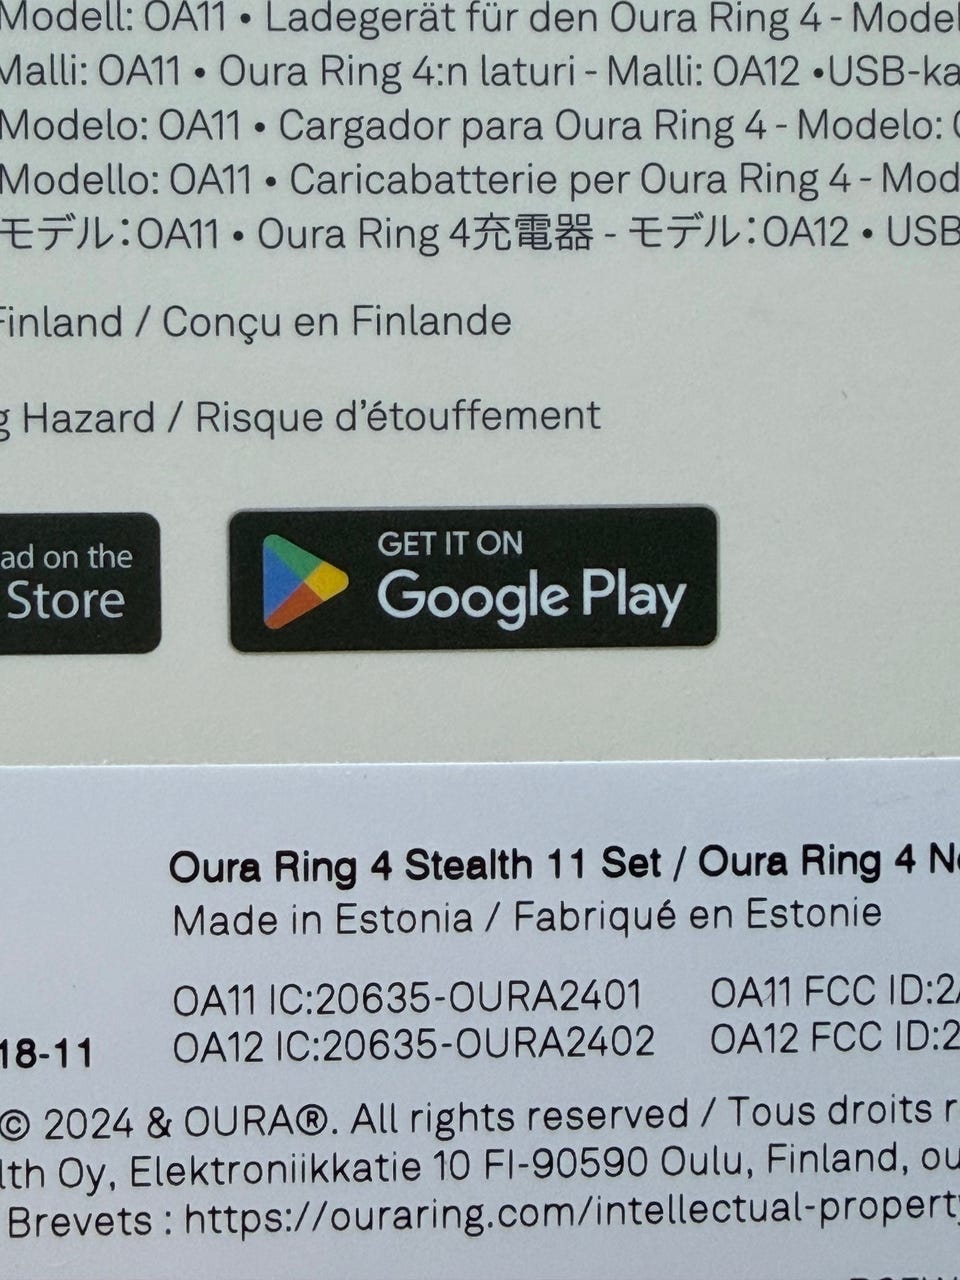 Modell: OA11 • Ladegerät für den Oura Ring 4 - Model
Malli: OA11 • Oura Ring 4:n laturi - Malli: OA12 •USB-ka
Modelo: OA11 • Cargador para Oura Ring 4 - Modelo:
Modello: OA11 • Caricabatterie per Oura Ring 4 - Mod
モデル：OA11 • Oura Ring 4充電器 - モデル：OA12 • USB
Finland / Conçu en Finlande
g Hazard / Risque d'étouffement
ad on the
Store
GET IT ON
Google Play
Oura Ring 4 Stealth 11 Set / Oura Ring 4 N
Made in Estonia / Fabriqué en Estonie
OA11 IC:20635-OURA2401 OA11 FCC ID:2
18-11 OA12 IC:20635-OURA2402 OA12 FCC ID:2
© 2024 & OURA®. All rights reserved / Tous droits r
lth Oy, Elektroniikkatie 10 FI-90590 Oulu, Finland, ou
Brevets : https://ouraring.com/intellectual-property